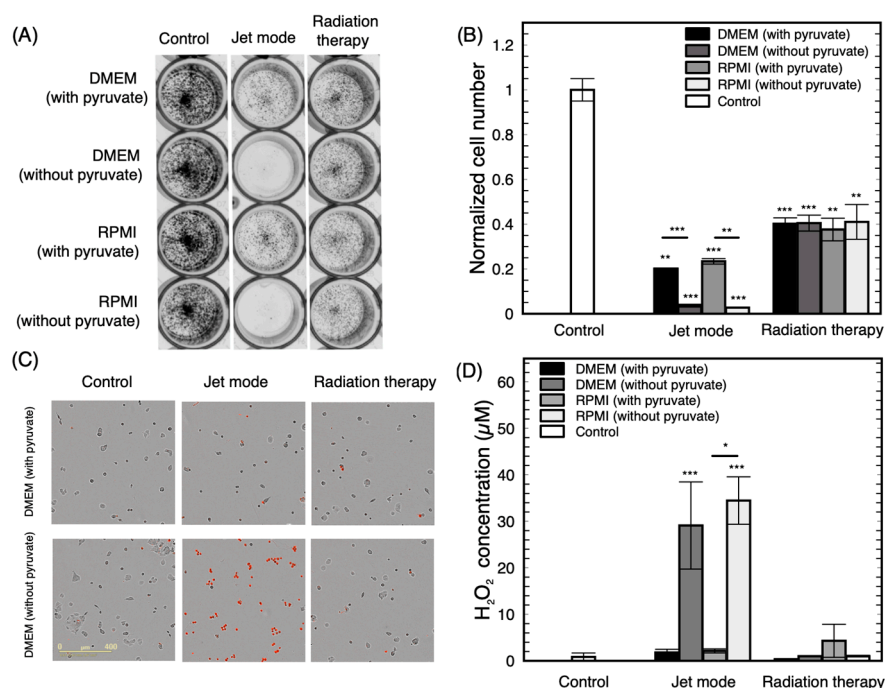 (A)
Control
Jet mode
Radiation
therapy
DMEM
(with pyruvate)
DMEM
(without pyruvate)
RPMI
(with pyruvate)
RPMI
(without pyruvate)
(B)
Normalized cell number
1.2
1
0.8
0.6
0.4
0.2
0
DMEM (with pyruvate)
DMEM (without pyruvate)
RPMI (with pyruvate)
RPMI (without pyruvate)
Control
***
**
**
***
***
***
***
***
**
**
Control
Jet mode
Radiation therapy
(C)
Control
Jet mode
Radiation therapy
DMEM (with pyruvate)
DMEM (without pyruvate)
0 µm 400
(D)
H₂O₂ concentration (µM)
60
50
40
30
20
10
0
DMEM (with pyruvate)
DMEM (without pyruvate)
RPMI (with pyruvate)
RPMI (without pyruvate)
Control
***
*
***
Control
Jet mode
Radiation therapy